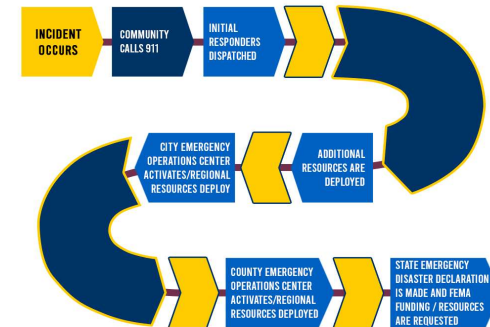 INCIDENT
OCCURS
COMMUNITY
CALLS 911
INITIAL
RESPONDERS
DISPATCHED
ADDITIONAL
RESOURCES ARE
DEPLOYED
CITY EMERGENCY
OPERATIONS CENTER
ACTIVATES/REGIONAL
RESOURCES DEPLOY
COUNTY EMERGENCY
OPERATIONS CENTER
ACTIVATES/REGIONAL
RESOURCES DEPLOYED
STATE EMERGENCY
DISASTER DECLARATION
IS MADE AND FEMA
FUNDING / RESOURCES
ARE REQUESTED